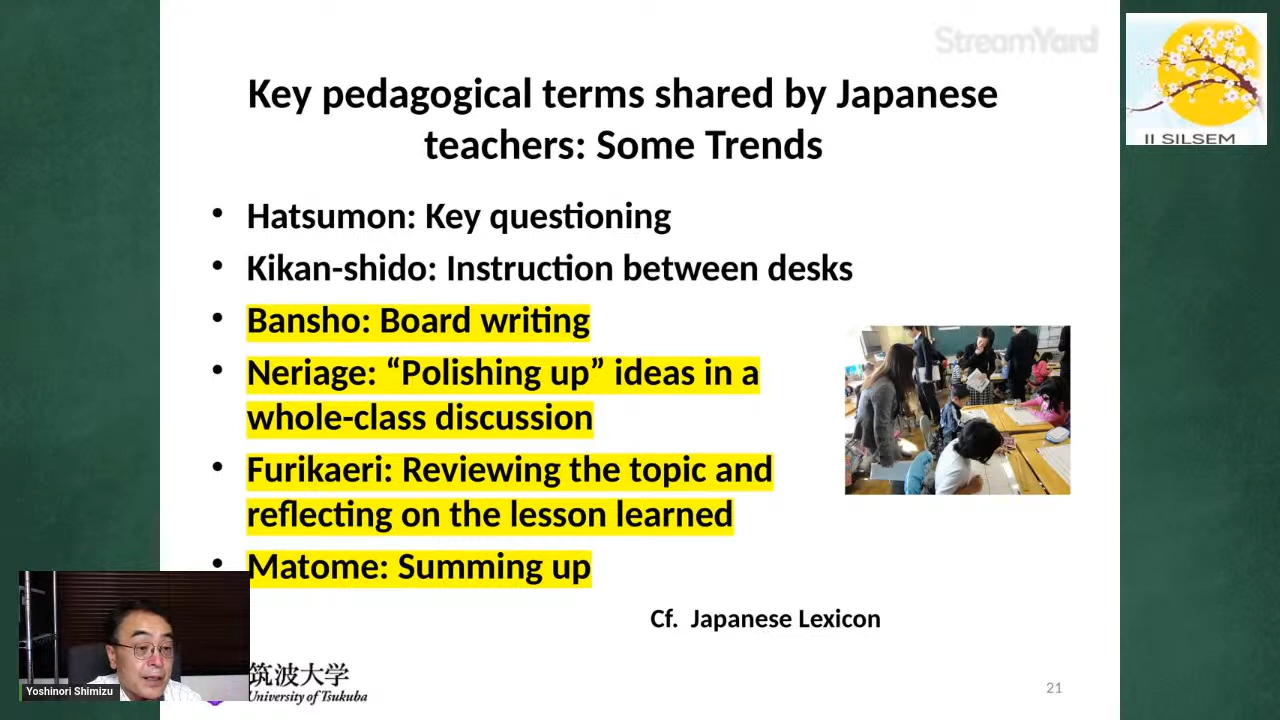 StreamYard
II SILSEM
Key pedagogical terms shared by Japanese
teachers: Some Trends
• Hatsumon: Key questioning
• Kikan-shido: Instruction between desks
• Bansho: Board writing
• Neriage: “Polishing up” ideas in a
whole-class discussion
• Furikaeri: Reviewing the topic and
reflecting on the lesson learned
• Matome: Summing up
Cf. Japanese Lexicon
Yoshinori Shimizu
筑波大学
University of Tsukuba
21